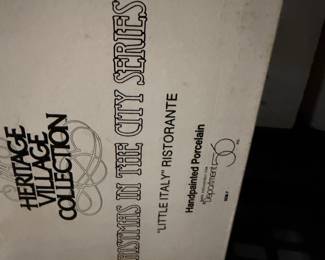 HERITAGE
VILLAGE
COLLECTION
CHRISTMAS IN THE CITY SERIES
"LITTLE ITALY" RISTORANTE
Handpainted Porcelain
Department 56